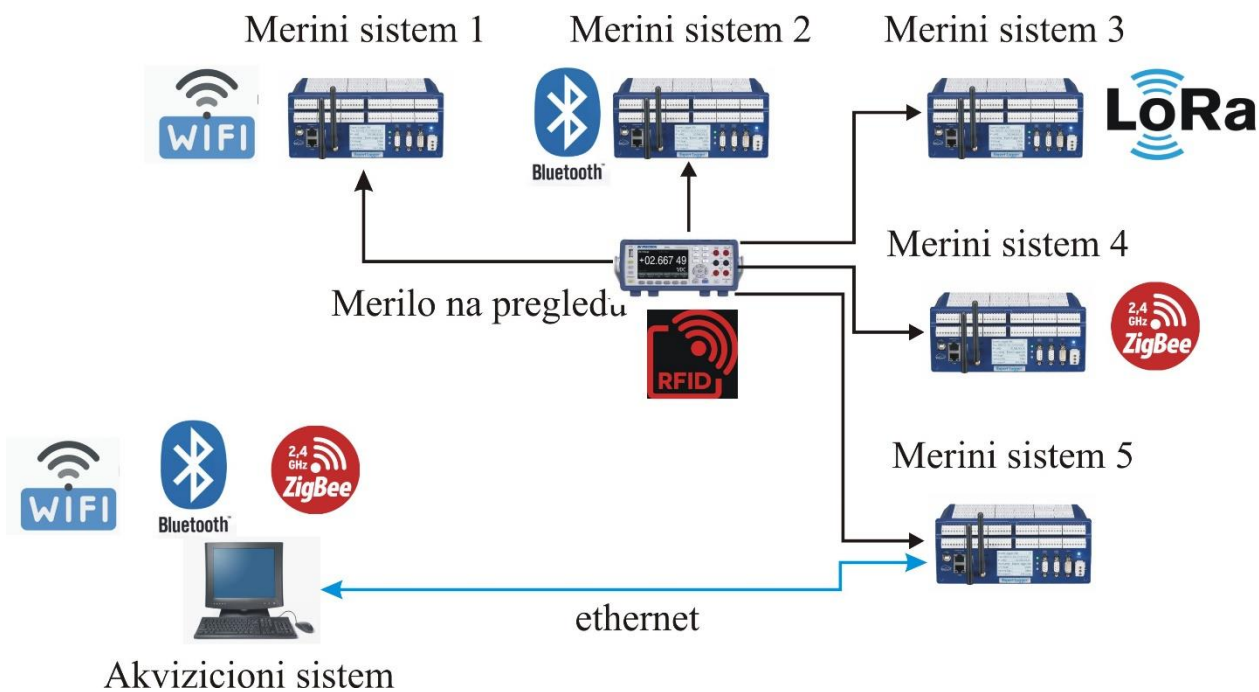 Merini sistem 1
Merini sistem 2
Merini sistem 3
WIFI
Bluetooth
LoRa
Merini sistem 4
+02.667 49
VDC
Merilo na pregledu
RFID
2,4
GHz
ZigBee
Merini sistem 5
WIFI
Bluetooth
2,4
GHz
ZigBee
ethernet
Akvizicioni sistem